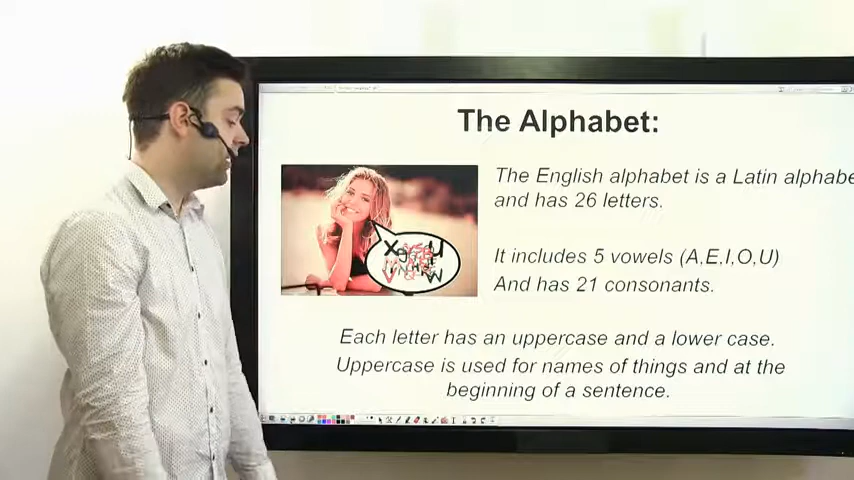 The Alphabet:
The English alphabet is a Latin alphabe
and has 26 letters.
It includes 5 vowels (A,E,I,O,U)
And has 21 consonants.
Each letter has an uppercase and a lower case.
Uppercase is used for names of things and at the
beginning of a sentence.